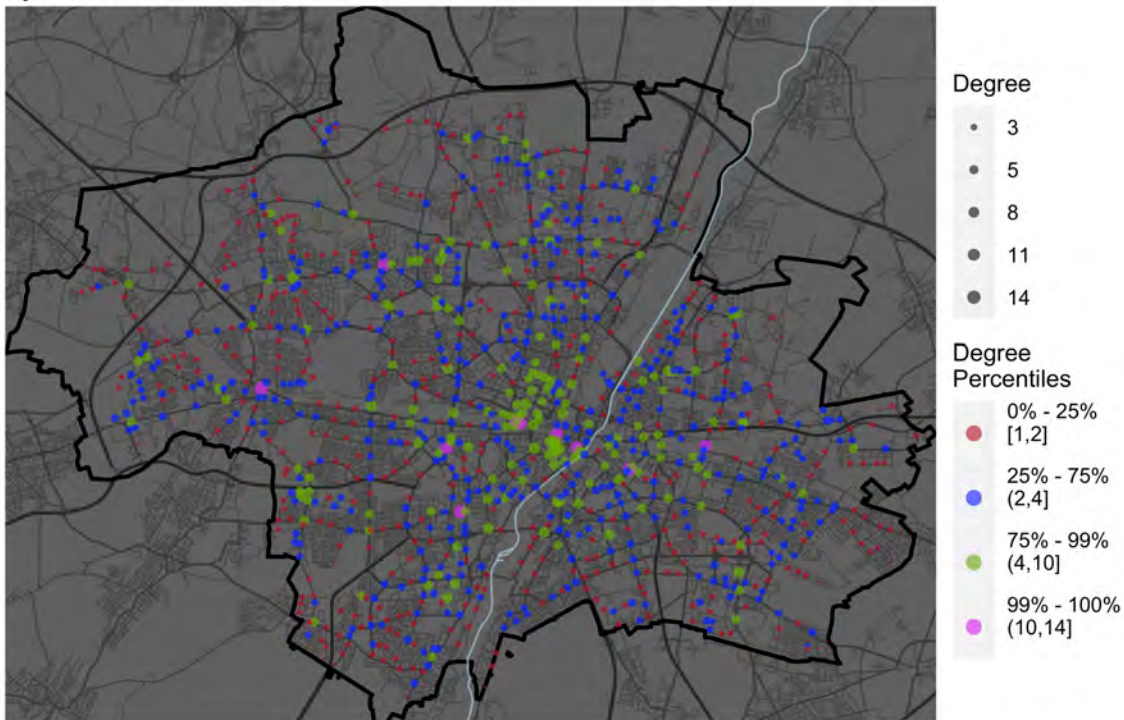 Degree
3
5
8
11
14
Degree
Percentiles
0% - 25%
[1,2]
25% - 75%
(2,4]
75% - 99%
(4,10]
99% - 100%
(10,14]